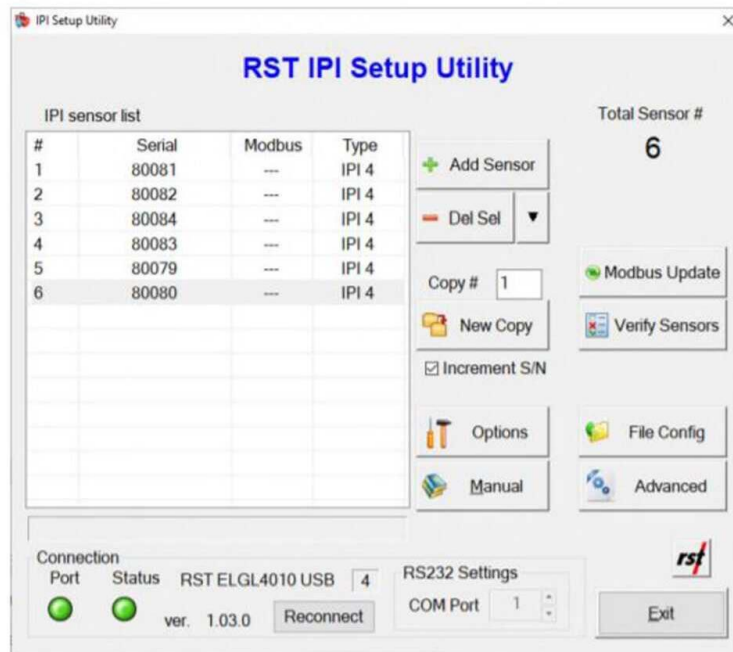 IPI Setup Utility
RST IPI Setup Utility
IPI sensor list
Total Sensor #
6
# Serial Modbus Type
1 80081 --- IPI 4
2 80082 --- IPI 4
3 80084 --- IPI 4
4 80083 --- IPI 4
5 80079 --- IPI 4
6 80080 --- IPI 4
Add Sensor
Del Sel
Copy # 1
Modbus Update
New Copy
Verify Sensors
Increment S/N
Options
File Config
Manual
Advanced
Connection
Port Status RST ELGL4010 USB 4
ver. 1.03.0 Reconnect
RS232 Settings
COM Port 1
rst
Exit